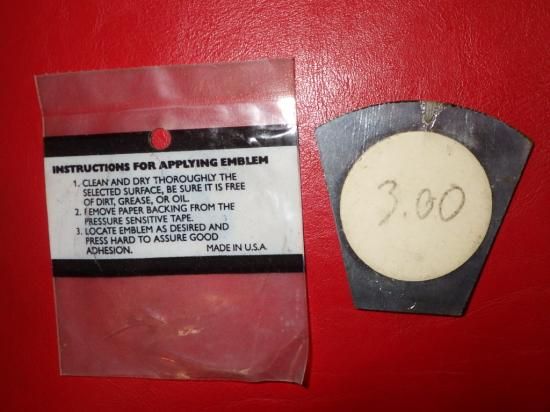 INSTRUCTIONS FOR APPLYING EMBLEM
1. CLEAN AND DRY THOROUGHLY THE
SELECTED SURFACE, BE SURE IT IS FREE
OF DIRT, GREASE, OR OIL.
2. REMOVE PAPER BACKING FROM THE
PRESSURE SENSITIVE TAPE.
3. LOCATE EMBLEM AS DESIRED AND
PRESS HARD TO ASSURE GOOD
ADHESION. MADE IN U.S.A.
3.00